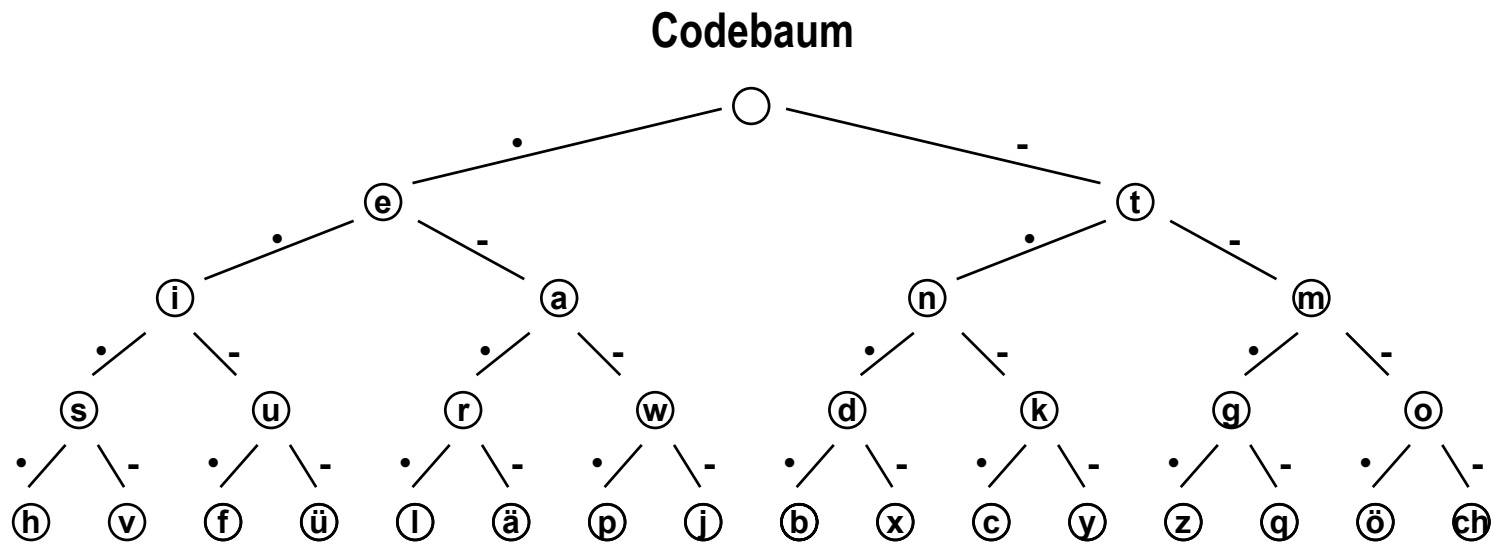 Codebaum
• -
e t
• - • -
i a n m
• - • - • - • -
s u r w d k g o
• - • - • - • - • - • - • - • -
h v f ü l ä p j b x c y z q ö ch